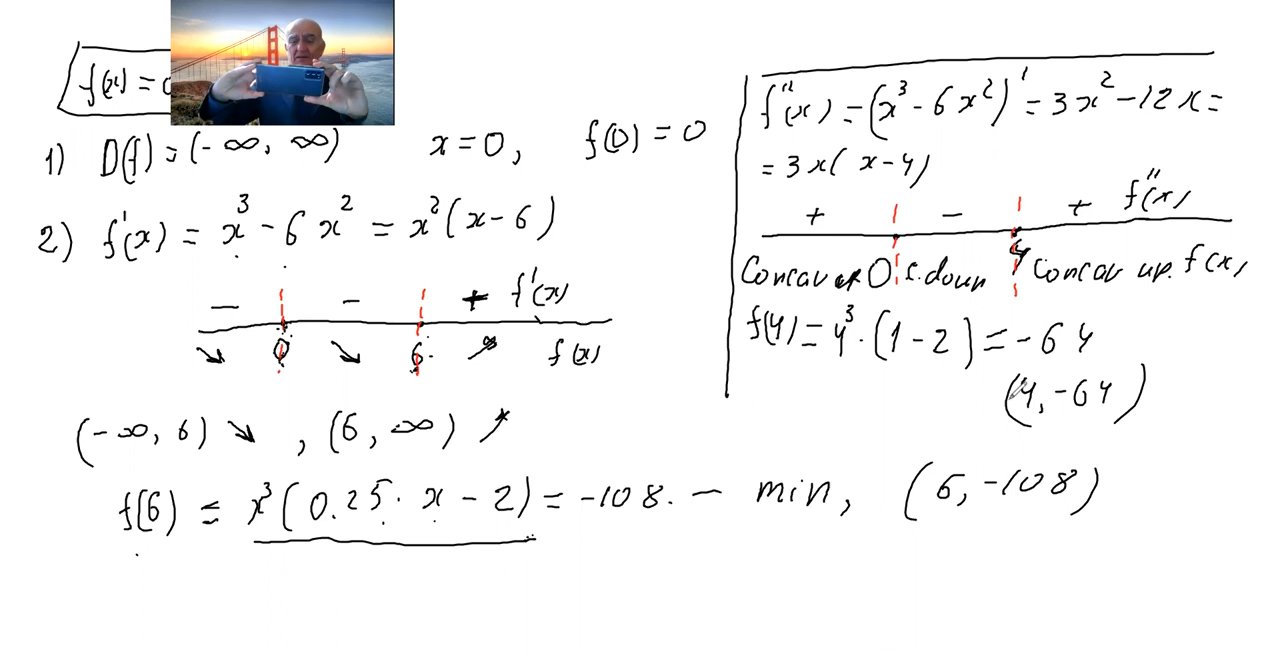 f(x) = 0
1) D(f) = (-∞, ∞) x=0, f(0)=0
2) f'(x) = x³ - 6x² = x²(x-6)
- - + f'(x)
↘ 0 ↘ 6 ↗ f(x)
(-∞, 6) ↘ , (6, ∞) ↗
f(6) = x³(0.25·x - 2) = -108. - min, (6, -108)
f''(x) = (x³ - 6x²)' = 3x² - 12x =
= 3x(x-4)
+ - + f''(x)
Concav up 0 c.down 4 Concav up. f(x)
f(4) = 4³·(1-2) = -64
(4, -64)